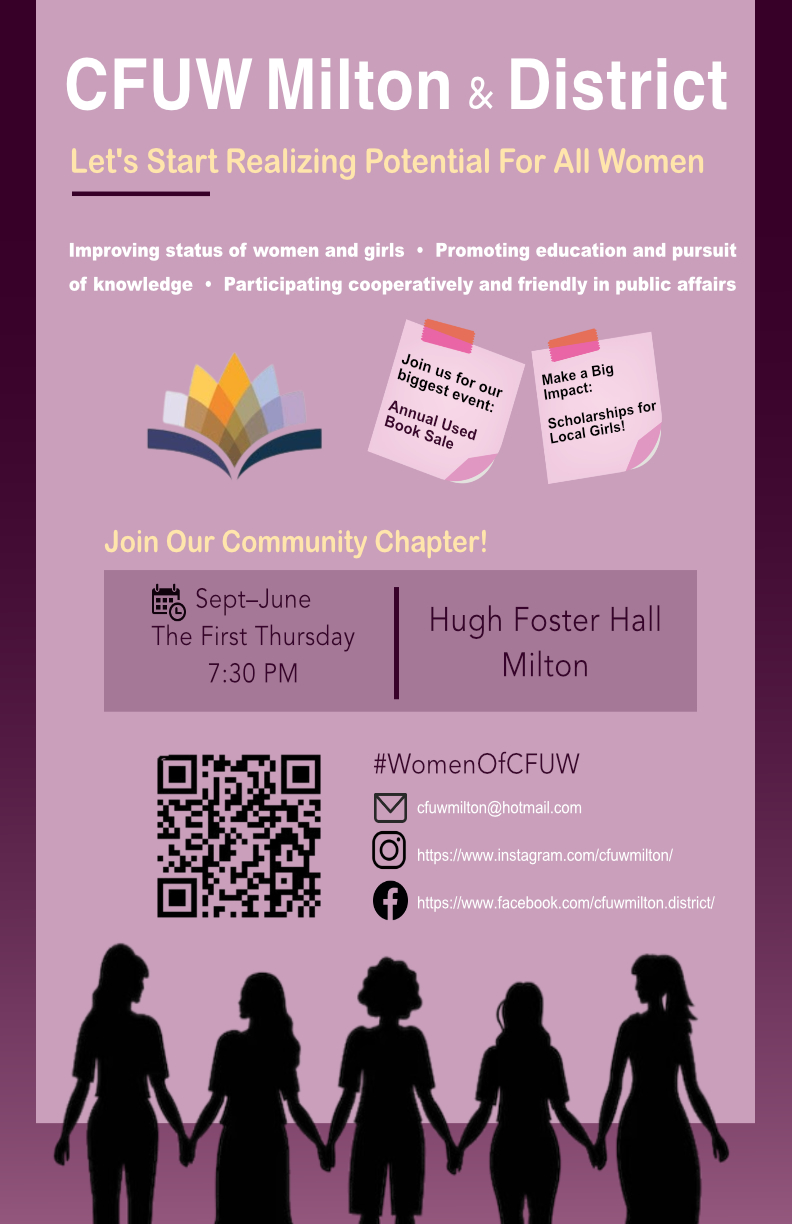 CFUW Milton & District
Let's Start Realizing Potential For All Women
Improving status of women and girls • Promoting education and pursuit
of knowledge • Participating cooperatively and friendly in public affairs
Join us for our
biggest event:
Annual Used
Book Sale
Make a Big
Impact:
Scholarships for
Local Girls!
Join Our Community Chapter!
Sept–June
The First Thursday
7:30 PM
Hugh Foster Hall
Milton
#WomenOfCFUW
cfuwmilton@hotmail.com
https://www.instagram.com/cfuwmilton/
https://www.facebook.com/cfuwmilton.district/